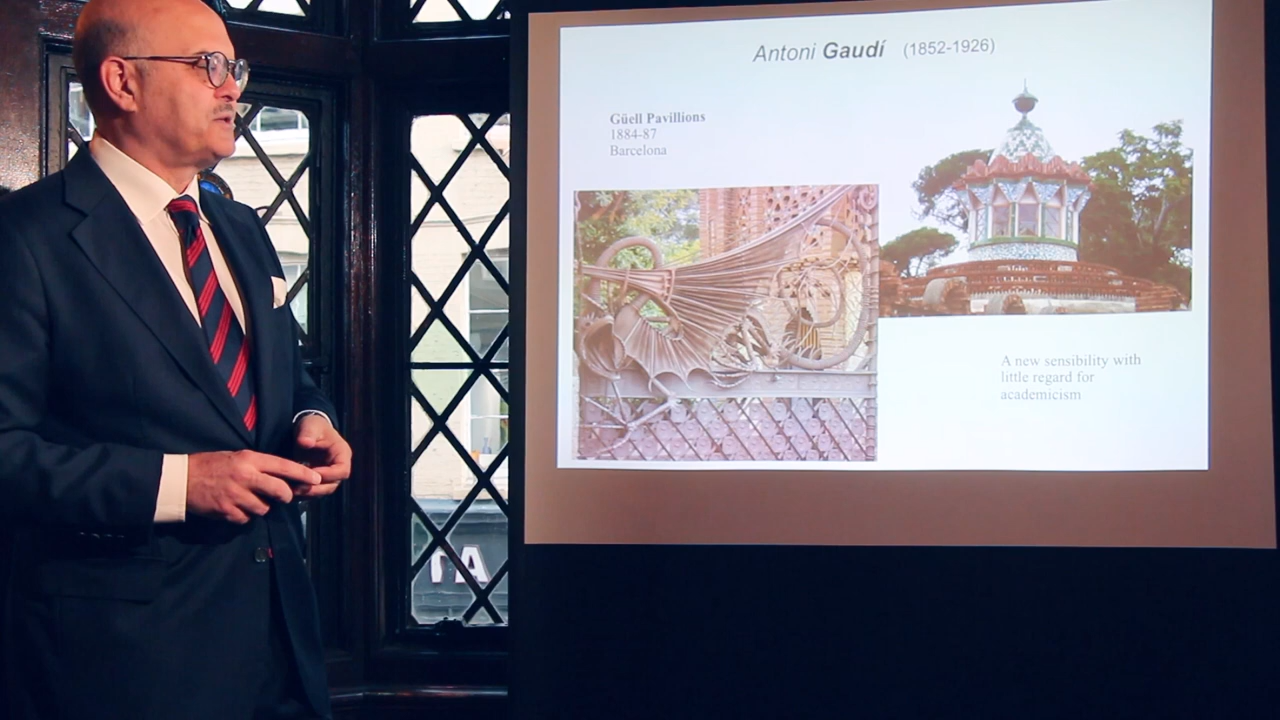 Antoni Gaudí (1852-1926)
Güell Pavillions
1884-87
Barcelona
A new sensibility with
little regard for
academicism